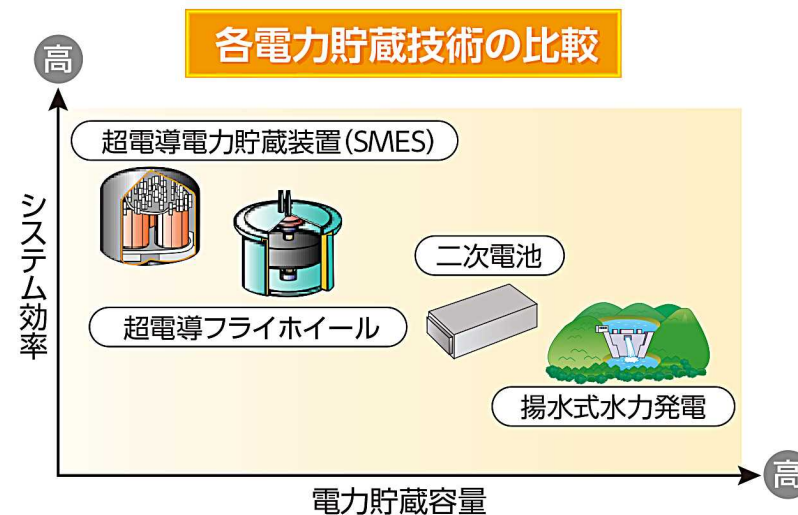 各電力貯蔵技術の比較
高
超電導電力貯蔵装置(SMES)
システム効率
二次電池
超電導フライホイール
揚水式水力発電
高
電力貯蔵容量